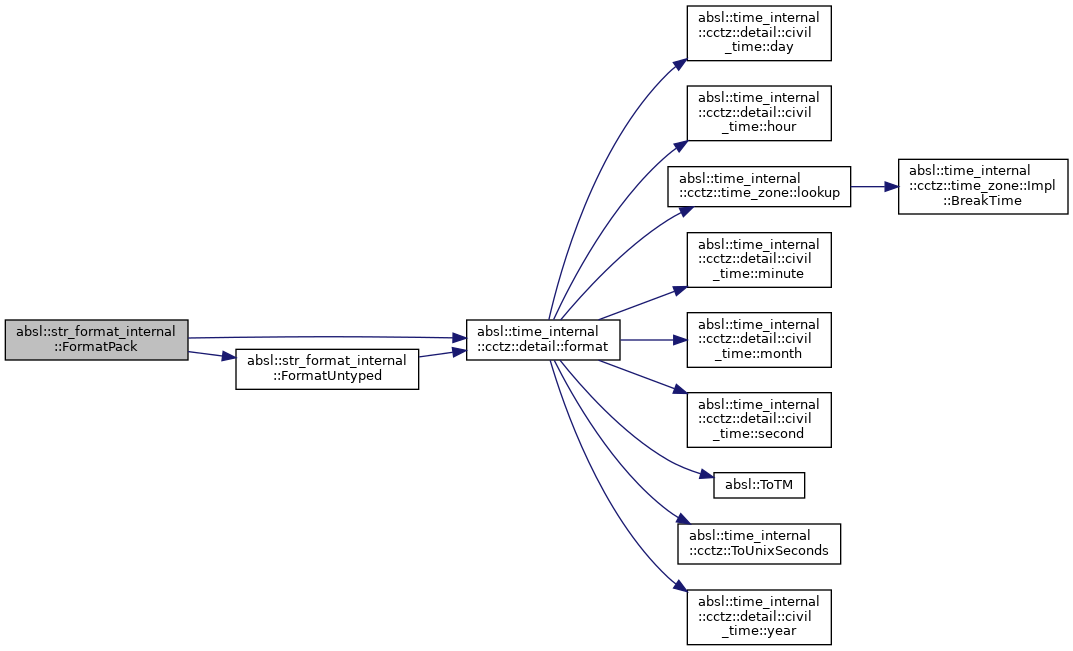 absl::str_format_internal
::FormatPack
absl::str_format_internal
::FormatUntyped
absl::time_internal
::cctz::detail::format
absl::time_internal
::cctz::detail::civil
_time::day
absl::time_internal
::cctz::detail::civil
_time::hour
absl::time_internal
::cctz::time_zone::lookup
absl::time_internal
::cctz::time_zone::Impl
::BreakTime
absl::time_internal
::cctz::detail::civil
_time::minute
absl::time_internal
::cctz::detail::civil
_time::month
absl::time_internal
::cctz::detail::civil
_time::second
absl::ToTM
absl::time_internal
::cctz::ToUnixSeconds
absl::time_internal
::cctz::detail::civil
_time::year